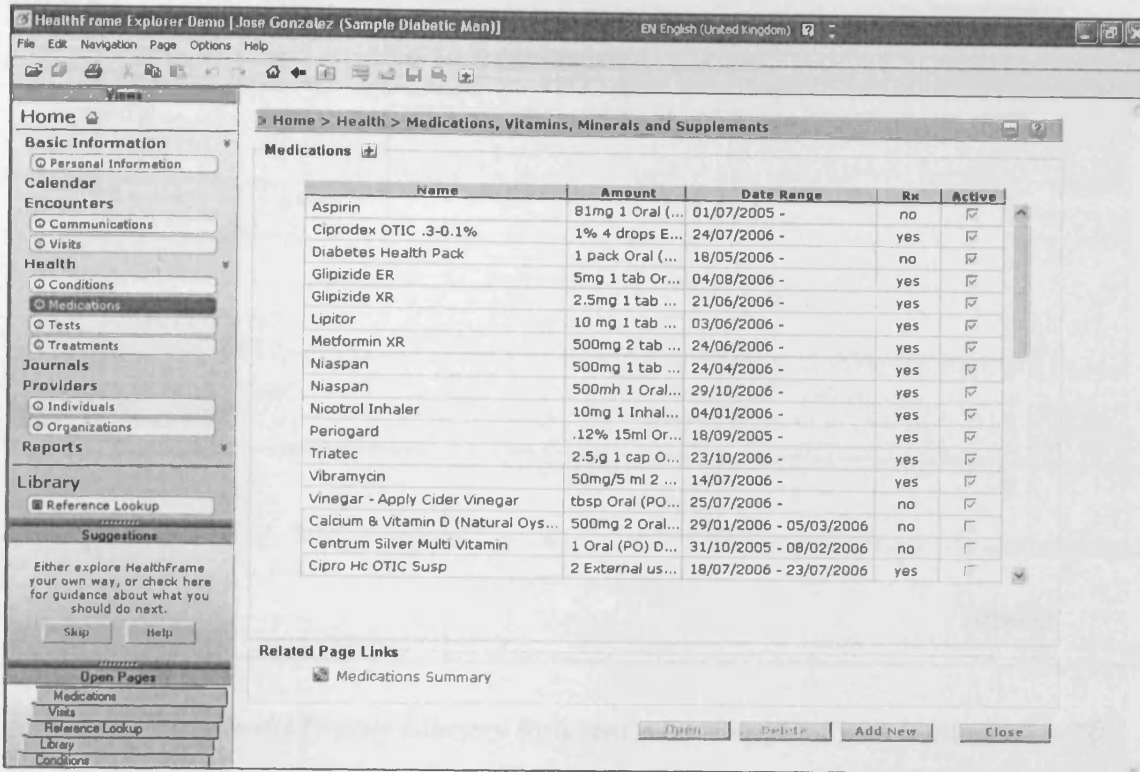 HealthFrame Explorer Demo [Jose Gonzalez (Sample Diabetic Man)]
EN English (United Kingdom)
File Edit Navigation Page Options Help
Views
Home
Basic Information
Personal Information
Calendar
Encounters
Communications
Visits
Health
Conditions
Medications
Tests
Treatments
Journals
Providers
Individuals
Organizations
Reports
Library
Reference Lookup
Suggestions
Either explore HealthFrame
your own way, or check here
for guidance about what you
should do next.
Skip Help
Open Pages
Medications
Visits
Reference Lookup
Library
Conditions
» Home > Health > Medications, Vitamins, Minerals and Supplements
Medications
Name Amount Date Range Rx Active
Aspirin 81mg 1 Oral (... 01/07/2005 - no
Ciprodex OTIC .3-0.1% 1% 4 drops E... 24/07/2006 - yes
Diabetes Health Pack 1 pack Oral (... 18/05/2006 - no
Glipizide ER 5mg 1 tab Or... 04/08/2006 - yes
Glipizide XR 2.5mg 1 tab ... 21/06/2006 - yes
Lipitor 10 mg 1 tab ... 03/06/2006 - yes
Metformin XR 500mg 2 tab ... 24/06/2006 - yes
Niaspan 500mg 1 tab ... 24/04/2006 - yes
Niaspan 500mh 1 Oral... 29/10/2006 - yes
Nicotrol Inhaler 10mg 1 Inhal... 04/01/2006 - yes
Periogard .12% 15ml Or... 18/09/2005 - yes
Triatec 2.5,g 1 cap O... 23/10/2006 - yes
Vibramycin 50mg/5 ml 2 ... 14/07/2006 - yes
Vinegar - Apply Cider Vinegar tbsp Oral (PO... 25/07/2006 - no
Calcium & Vitamin D (Natural Oys... 500mg 2 Oral... 29/01/2006 - 05/03/2006 no
Centrum Silver Multi Vitamin 1 Oral (PO) D... 31/10/2005 - 08/02/2006 no
Cipro Hc OTIC Susp 2 External us... 18/07/2006 - 23/07/2006 yes
Related Page Links
Medications Summary
Open Delete Add New Close